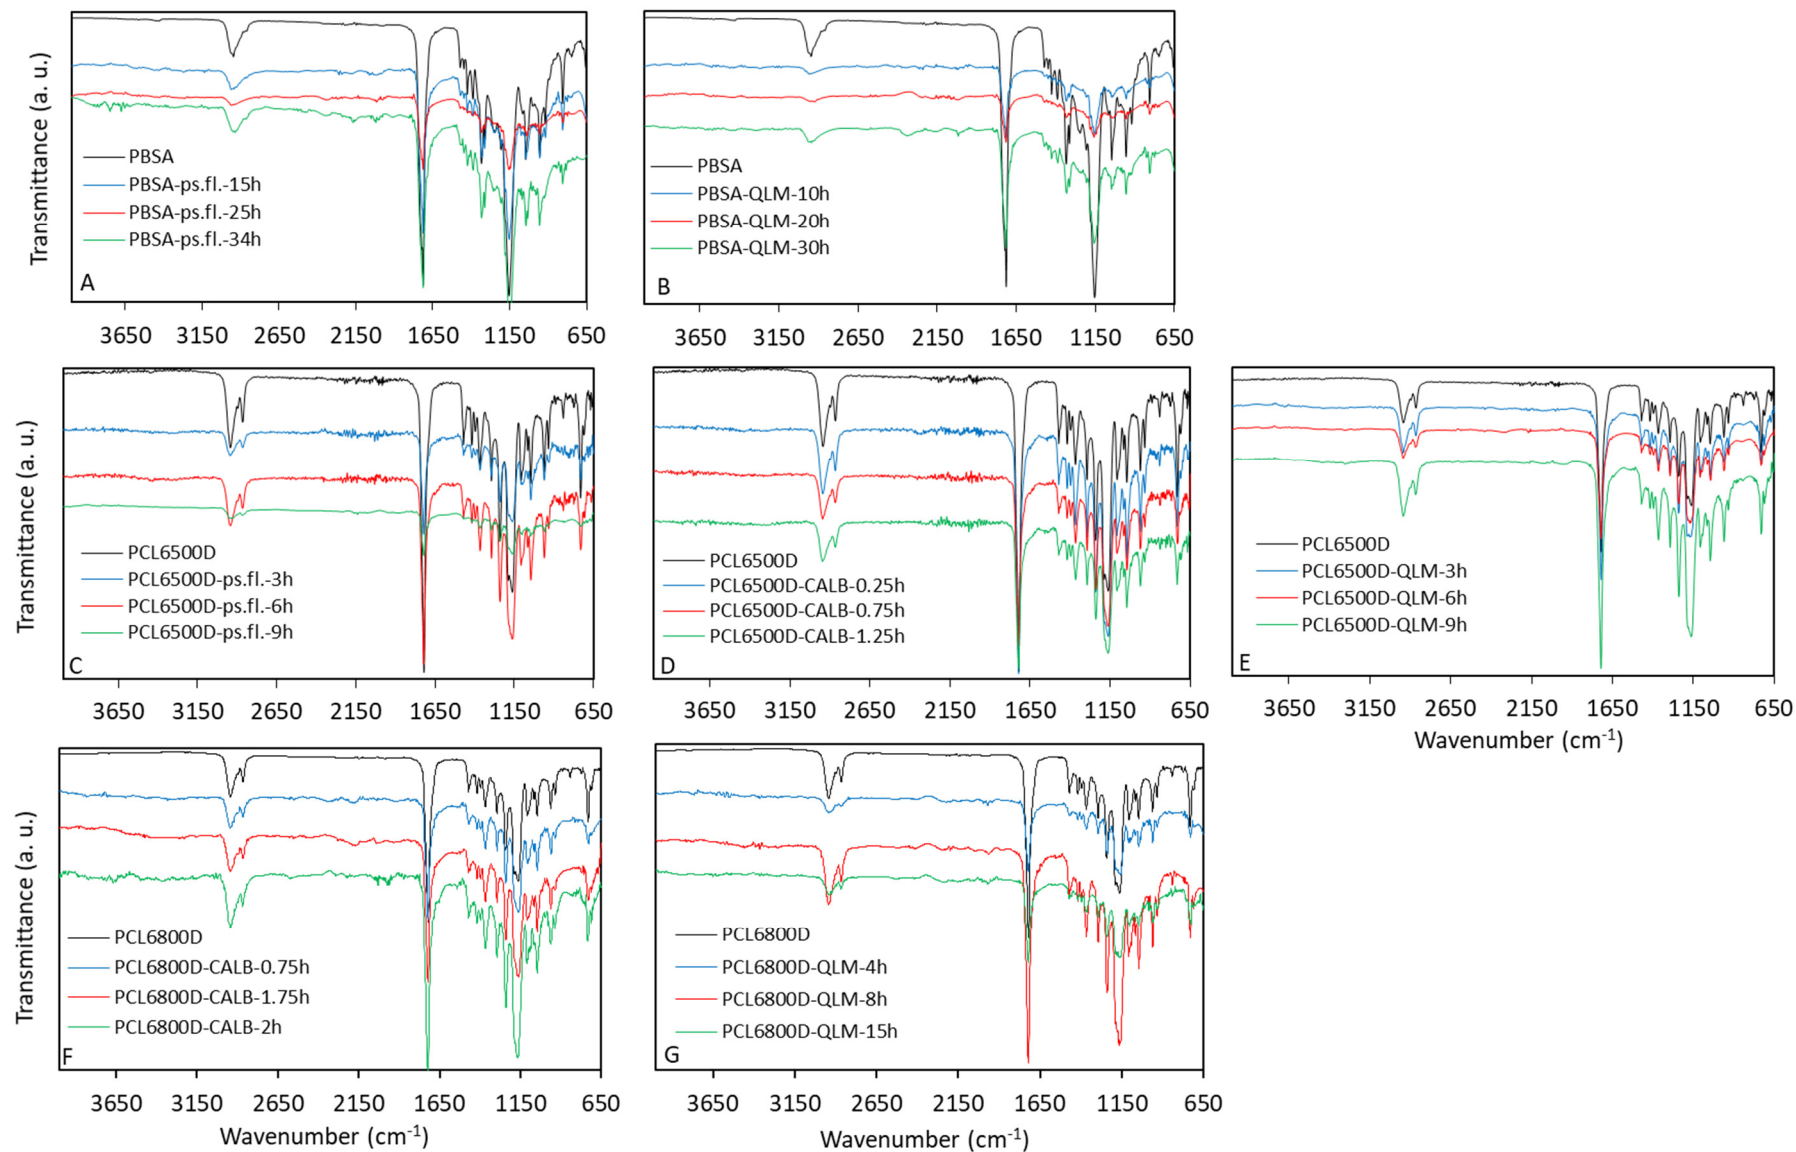 Transmittance (a. u.)
PBSA
PBSA-ps.fl.-15h
PBSA-ps.fl.-25h
PBSA-ps.fl.-34h
A
3650 3150 2650 2150 1650 1150 650
PBSA
PBSA-QLM-10h
PBSA-QLM-20h
PBSA-QLM-30h
B
3650 3150 2650 2150 1650 1150 650
Transmittance (a. u.)
PCL6500D
PCL6500D-ps.fl.-3h
PCL6500D-ps.fl.-6h
PCL6500D-ps.fl.-9h
C
3650 3150 2650 2150 1650 1150 650
PCL6500D
PCL6500D-CALB-0.25h
PCL6500D-CALB-0.75h
PCL6500D-CALB-1.25h
D
3650 3150 2650 2150 1650 1150 650
PCL6500D
PCL6500D-QLM-3h
PCL6500D-QLM-6h
PCL6500D-QLM-9h
E
3650 3150 2650 2150 1650 1150 650
Wavenumber (cm⁻¹)
Transmittance (a. u.)
PCL6800D
PCL6800D-CALB-0.75h
PCL6800D-CALB-1.75h
PCL6800D-CALB-2h
F
3650 3150 2650 2150 1650 1150 650
Wavenumber (cm⁻¹)
PCL6800D
PCL6800D-QLM-4h
PCL6800D-QLM-8h
PCL6800D-QLM-15h
G
3650 3150 2650 2150 1650 1150 650
Wavenumber (cm⁻¹)